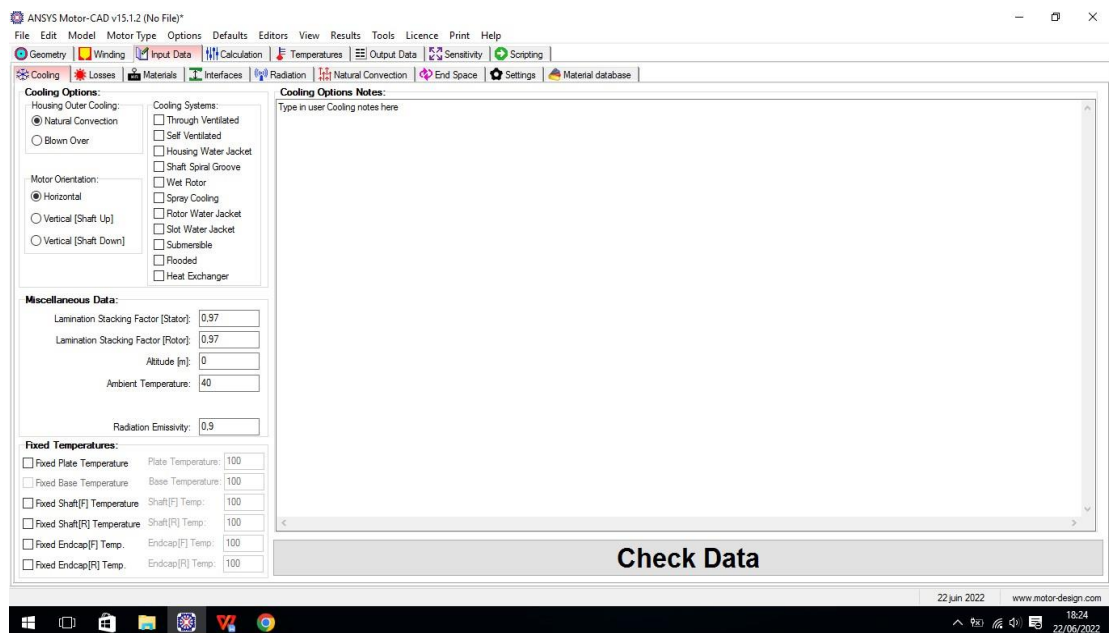 ANSYS Motor-CAD v15.1.2 (No File)*
File Edit Model Motor Type Options Defaults Editors View Results Tools Licence Print Help
Geometry Winding Input Data Calculation Temperatures Output Data Sensitivity Scripting
Cooling Losses Materials Interfaces Radiation Natural Convection End Space Settings Material database
Cooling Options:
Housing Outer Cooling:
Natural Convection
Blown Over
Motor Orientation:
Horizontal
Vertical [Shaft Up]
Vertical [Shaft Down]
Cooling Systems:
Through Ventilated
Self Ventilated
Housing Water Jacket
Shaft Spiral Groove
Wet Rotor
Spray Cooling
Rotor Water Jacket
Slot Water Jacket
Submersible
Flooded
Heat Exchanger
Miscellaneous Data:
Lamination Stacking Factor [Stator]: 0,97
Lamination Stacking Factor [Rotor]: 0,97
Altitude [m]: 0
Ambient Temperature: 40
Radiation Emissivity: 0,9
Fixed Temperatures:
Fixed Plate Temperature Plate Temperature: 100
Fixed Base Temperature Base Temperature: 100
Fixed Shaft[F] Temperature Shaft[F] Temp: 100
Fixed Shaft[R] Temperature Shaft[R] Temp: 100
Fixed Endcap[F] Temp. Endcap[F] Temp: 100
Fixed Endcap[R] Temp. Endcap[R] Temp: 100
Cooling Options Notes:
Type in user Cooling notes here
Check Data
22 juin 2022 www.motor-design.com
18:24
22/06/2022